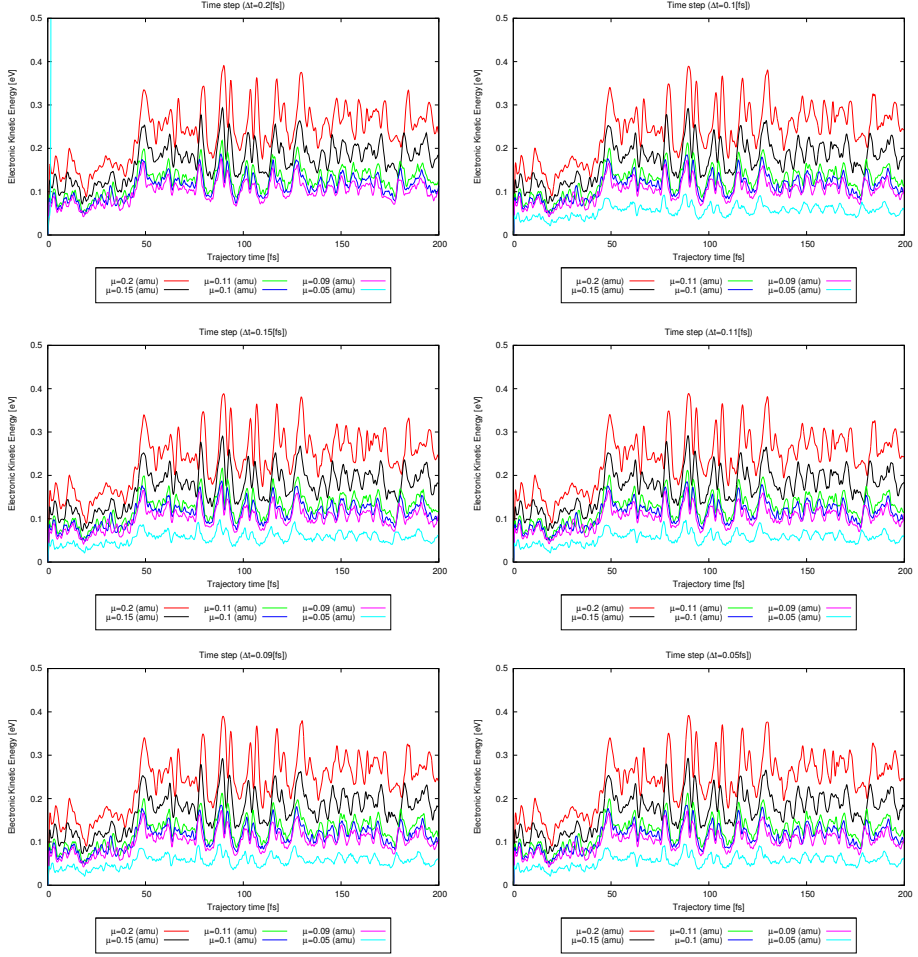 Time step (Δt=0.2[fs])
Electronic Kinetic Energy [eV]
0.5
0.4
0.3
0.2
0.1
0
0 50 100 150 200
Trajectory time [fs]
μ=0.2 (amu) μ=0.11 (amu) μ=0.09 (amu)
μ=0.15 (amu) μ=0.1 (amu) μ=0.05 (amu)
Time step (Δt=0.1[fs])
Electronic Kinetic Energy [eV]
0.5
0.4
0.3
0.2
0.1
0
0 50 100 150 200
Trajectory time [fs]
μ=0.2 (amu) μ=0.11 (amu) μ=0.09 (amu)
μ=0.15 (amu) μ=0.1 (amu) μ=0.05 (amu)
Time step (Δt=0.15[fs])
Electronic Kinetic Energy [eV]
0.5
0.4
0.3
0.2
0.1
0
0 50 100 150 200
Trajectory time [fs]
μ=0.2 (amu) μ=0.11 (amu) μ=0.09 (amu)
μ=0.15 (amu) μ=0.1 (amu) μ=0.05 (amu)
Time step (Δt=0.11[fs])
Electronic Kinetic Energy [eV]
0.5
0.4
0.3
0.2
0.1
0
0 50 100 150 200
Trajectory time [fs]
μ=0.2 (amu) μ=0.11 (amu) μ=0.09 (amu)
μ=0.15 (amu) μ=0.1 (amu) μ=0.05 (amu)
Time step (Δt=0.09[fs])
Electronic Kinetic Energy [eV]
0.5
0.4
0.3
0.2
0.1
0
0 50 100 150 200
Trajectory time [fs]
μ=0.2 (amu) μ=0.11 (amu) μ=0.09 (amu)
μ=0.15 (amu) μ=0.1 (amu) μ=0.05 (amu)
Time step (Δt=0.05[fs])
Electronic Kinetic Energy [eV]
0.5
0.4
0.3
0.2
0.1
0
0 50 100 150 200
Trajectory time [fs]
μ=0.2 (amu) μ=0.11 (amu) μ=0.09 (amu)
μ=0.15 (amu) μ=0.1 (amu) μ=0.05 (amu)